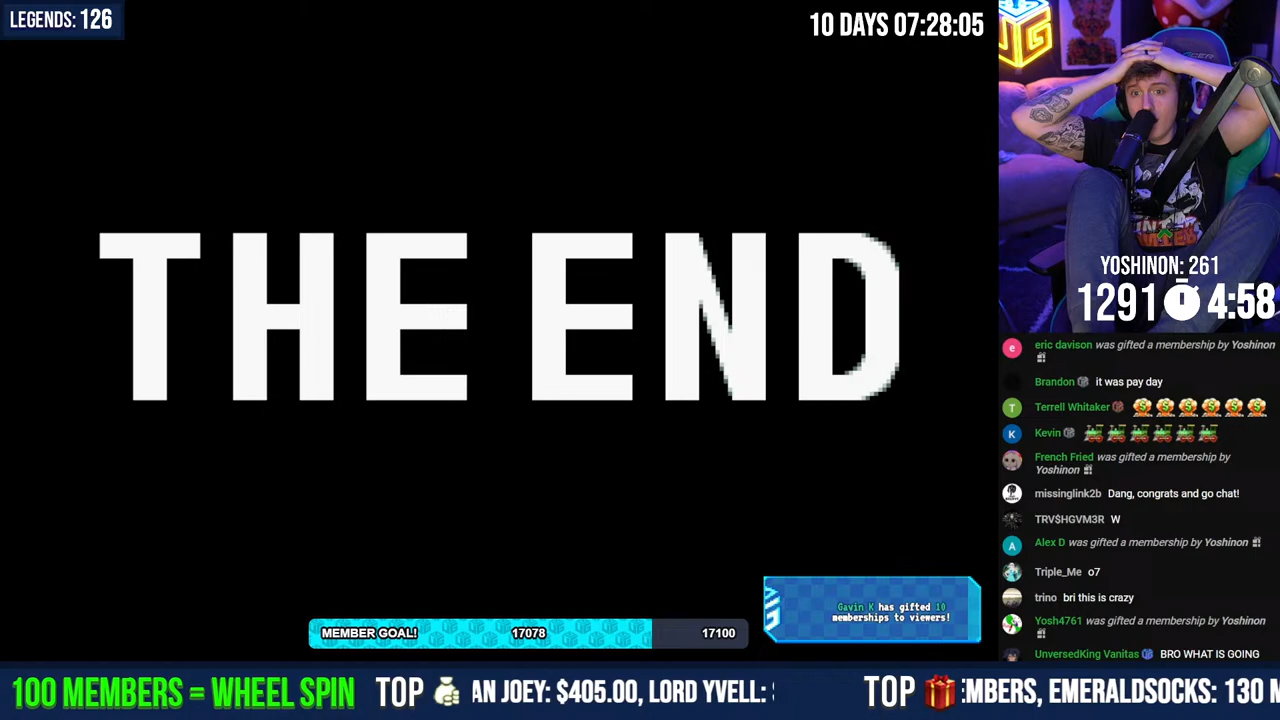 LEGENDS: 126
10 DAYS 07:28:05
THE END
YOSHINON: 261
1291 4:58
eric davison was gifted a membership by Yoshinon
Brandon it was pay day
Terrell Whitaker
Kevin
French Fried was gifted a membership by
Yoshinon
missinglink2b Dang, congrats and go chat!
TRV$HGVM3R W
Alex D was gifted a membership by Yoshinon
Triple_Me o7
trino bri this is crazy
Yosh4761 was gifted a membership by Yoshinon
UnversedKing Vanitas BRO WHAT IS GOING
Gavin K has gifted 10
memberships to viewers!
MEMBER GOAL! 17078 17100
100 MEMBERS = WHEEL SPIN TOP AN JOEY: $405.00, LORD YVELL: TOP MBERS, EMERALDSOCKS: 130 M